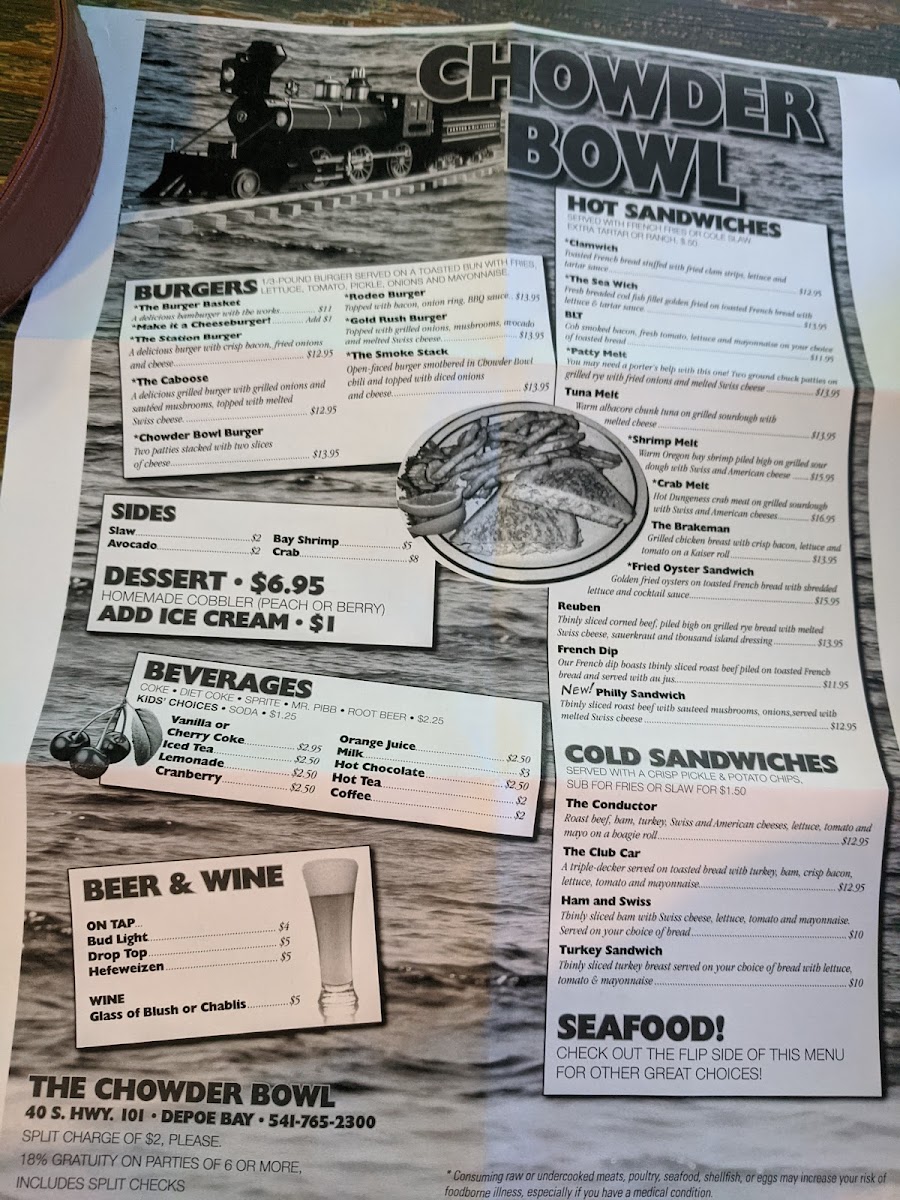 CHOWDER
BOWL
BURGERS 1/3-POUND BURGER SERVED ON A TOASTED BUN WITH FRIES,
LETTUCE, TOMATO, PICKLE, ONIONS AND MAYONNAISE
*The Burger Basket
A delicious hamburger with the works ........ $11
*Make it a Cheeseburger! ........ Add $1
*The Station Burger
A delicious burger with crisp bacon, fried onions
and cheese ........ $12.95
*The Caboose
A delicious grilled burger with grilled onions and
sautéed mushrooms, topped with melted
Swiss cheese ........ $12.95
*Chowder Bowl Burger
Two patties stacked with two slices
of cheese ........ $13.95
*Rodeo Burger
Topped with bacon, onion ring, BBQ sauce .. $13.95
*Gold Rush Burger
Topped with grilled onions, mushrooms, avocado
and melted Swiss cheese ........ $13.95
*The Smoke Stack
Open-faced burger smothered in Chowder Bowl
chili and topped with diced onions
and cheese ........ $13.95
SIDES
Slaw ........ $2
Avocado ........ $2
Bay Shrimp ........ $5
Crab ........ $8
DESSERT • $6.95
HOMEMADE COBBLER (PEACH OR BERRY)
ADD ICE CREAM • $1
BEVERAGES
COKE • DIET COKE • SPRITE • MR. PIBB • ROOT BEER • $2.25
KIDS' CHOICES • SODA • $1.25
Vanilla or
Cherry Coke ........ $2.95
Iced Tea ........ $2.50
Lemonade ........ $2.50
Cranberry ........ $2.50
Orange Juice ........ $2.50
Milk ........ $3
Hot Chocolate ........ $2.50
Hot Tea ........ $2
Coffee ........ $2
BEER & WINE
ON TAP
Bud Light ........ $4
Drop Top ........ $5
Hefeweizen ........ $5
WINE
Glass of Blush or Chablis ........ $5
THE CHOWDER BOWL
40 S. HWY. 101 • DEPOE BAY • 541-765-2300
SPLIT CHARGE OF $2, PLEASE.
18% GRATUITY ON PARTIES OF 6 OR MORE,
INCLUDES SPLIT CHECKS
HOT SANDWICHES
SERVED WITH FRENCH FRIES OR COLE SLAW
EXTRA TARTAR OR RANCH, $.50
*Clamwich
Toasted French bread stuffed with fried clam strips, lettuce and
tartar sauce ........ $12.95
*The Sea Wich
Fresh breaded cod fish fillet golden fried on toasted French bread with
lettuce & tartar sauce ........ $13.95
BLT
Cob smoked bacon, fresh tomato, lettuce and mayonnaise on your choice
of toasted bread ........ $11.95
*Patty Melt
You may need a porter's help with this one! Two ground chuck patties on
grilled rye with fried onions and melted Swiss cheese ........ $13.95
Tuna Melt
Warm albacore chunk tuna on grilled sourdough with
melted cheese ........ $13.95
*Shrimp Melt
Warm Oregon bay shrimp piled high on grilled sour
dough with Swiss and American cheese ........ $15.95
*Crab Melt
Hot Dungeness crab meat on grilled sourdough
with Swiss and American cheeses ........ $16.95
The Brakeman
Grilled chicken breast with crisp bacon, lettuce and
tomato on a Kaiser roll ........ $13.95
*Fried Oyster Sandwich
Golden fried oysters on toasted French bread with shredded
lettuce and cocktail sauce ........ $15.95
Reuben
Thinly sliced corned beef, piled high on grilled rye bread with melted
Swiss cheese, sauerkraut and thousand island dressing ........ $13.95
French Dip
Our French dip boasts thinly sliced roast beef piled on toasted French
bread and served with au jus ........ $11.95
New! Philly Sandwich
Thinly sliced roast beef with sauteed mushrooms, onions,served with
melted Swiss cheese ........ $12.95
COLD SANDWICHES
SERVED WITH A CRISP PICKLE & POTATO CHIPS.
SUB FOR FRIES OR SLAW FOR $1.50
The Conductor
Roast beef, ham, turkey, Swiss and American cheeses, lettuce, tomato and
mayo on a hoagie roll ........ $12.95
The Club Car
A triple-decker served on toasted bread with turkey, ham, crisp bacon,
lettuce, tomato and mayonnaise ........ $12.95
Ham and Swiss
Thinly sliced ham with Swiss cheese, lettuce, tomato and mayonnaise.
Served on your choice of bread ........ $10
Turkey Sandwich
Thinly sliced turkey breast served on your choice of bread with lettuce,
tomato & mayonnaise ........ $10
SEAFOOD!
CHECK OUT THE FLIP SIDE OF THIS MENU
FOR OTHER GREAT CHOICES!
* Consuming raw or undercooked meats, poultry, seafood, shellfish, or eggs may increase your risk of
foodborne illness, especially if you have a medical condition